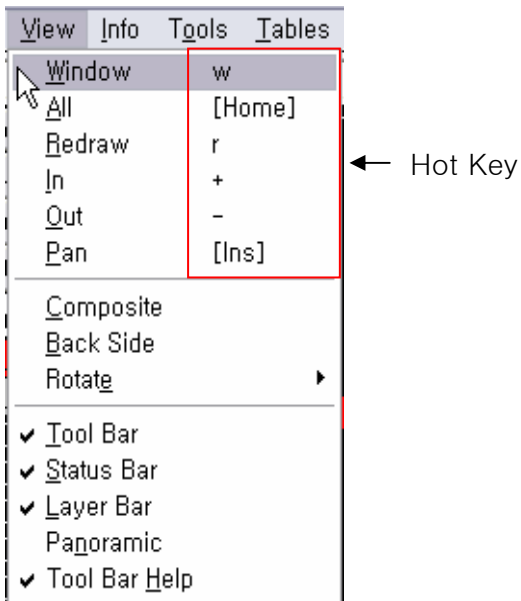 View Info Tools Tables
Window w
All [Home]
Redraw r
In +
Out -
Pan [Ins]
Hot Key
Composite
Back Side
Rotate
Tool Bar
Status Bar
Layer Bar
Panoramic
Tool Bar Help